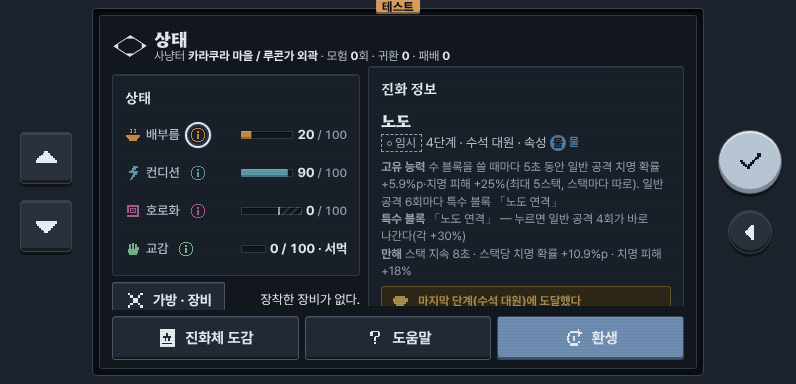 테스트
상태
사냥터 카라쿠라 마을 / 루콘가 외곽 · 모험 0회 · 귀환 0 · 패배 0
상태
배부름 20 / 100
컨디션 90 / 100
호로화 0 / 100
교감 0 / 100 · 서먹
가방 · 장비
장착한 장비가 없다.
진화 정보
노도
임시 4단계 · 수석 대원 · 속성 물 물
고유 능력 수 블록을 쓸 때마다 5초 동안 일반 공격 치명 확률
+5.9%p·치명 피해 +25%(최대 5스택, 스택마다 따로). 일반
공격 6회마다 특수 블록 「노도 연격」
특수 블록 「노도 연격」 — 누르면 일반 공격 4회가 바로
나간다(각 +30%)
만해 스택 지속 8초 · 스택당 치명 확률 +10.9%p · 치명 피해
+18%
마지막 단계(수석 대원)에 도달했다
진화체 도감
? 도움말
환생